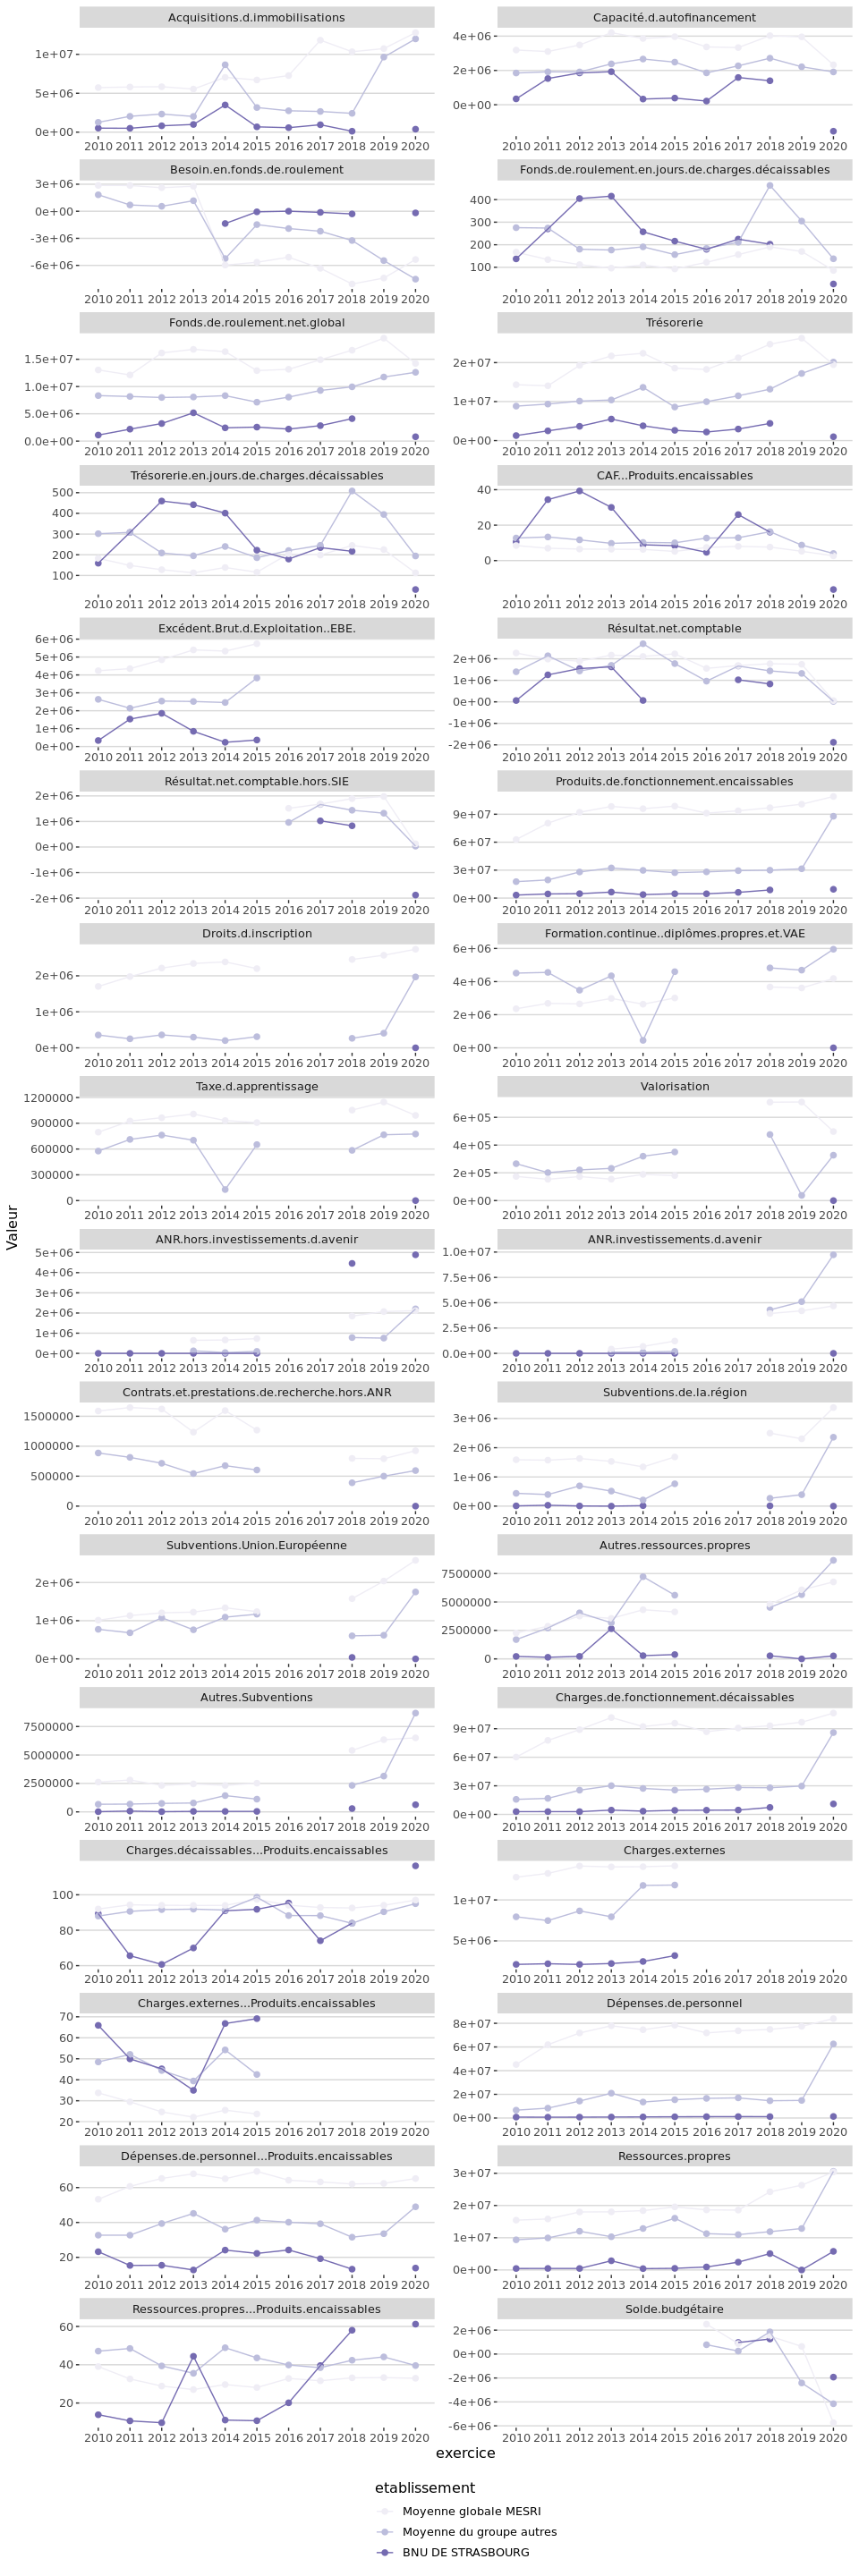 Acquisitions.d.immobilisations
1e+07
5e+06
0e+00
2010 2011 2012 2013 2014 2015 2016 2017 2018 2019 2020
Capacité.d.autofinancement
4e+06
2e+06
0e+00
2010 2011 2012 2013 2014 2015 2016 2017 2018 2019 2020
Besoin.en.fonds.de.roulement
3e+06
0e+00
-3e+06
-6e+06
2010 2011 2012 2013 2014 2015 2016 2017 2018 2019 2020
Fonds.de.roulement.en.jours.de.charges.décaissables
400
300
200
100
2010 2011 2012 2013 2014 2015 2016 2017 2018 2019 2020
Fonds.de.roulement.net.global
1.5e+07
1.0e+07
5.0e+06
0.0e+00
2010 2011 2012 2013 2014 2015 2016 2017 2018 2019 2020
Trésorerie
2e+07
1e+07
0e+00
2010 2011 2012 2013 2014 2015 2016 2017 2018 2019 2020
Trésorerie.en.jours.de.charges.décaissables
500
400
300
200
100
2010 2011 2012 2013 2014 2015 2016 2017 2018 2019 2020
CAF...Produits.encaissables
40
20
0
2010 2011 2012 2013 2014 2015 2016 2017 2018 2019 2020
Excédent.Brut.d.Exploitation..EBE.
6e+06
5e+06
4e+06
3e+06
2e+06
1e+06
0e+00
2010 2011 2012 2013 2014 2015 2016 2017 2018 2019 2020
Résultat.net.comptable
2e+06
1e+06
0e+00
-1e+06
-2e+06
2010 2011 2012 2013 2014 2015 2016 2017 2018 2019 2020
Résultat.net.comptable.hors.SIE
2e+06
1e+06
0e+00
-1e+06
-2e+06
2010 2011 2012 2013 2014 2015 2016 2017 2018 2019 2020
Produits.de.fonctionnement.encaissables
9e+07
6e+07
3e+07
0e+00
2010 2011 2012 2013 2014 2015 2016 2017 2018 2019 2020
Droits.d.inscription
2e+06
1e+06
0e+00
2010 2011 2012 2013 2014 2015 2016 2017 2018 2019 2020
Formation.continue..diplômes.propres.et.VAE
6e+06
4e+06
2e+06
0e+00
2010 2011 2012 2013 2014 2015 2016 2017 2018 2019 2020
Taxe.d.apprentissage
1200000
900000
600000
300000
0
2010 2011 2012 2013 2014 2015 2016 2017 2018 2019 2020
Valorisation
6e+05
4e+05
2e+05
0e+00
2010 2011 2012 2013 2014 2015 2016 2017 2018 2019 2020
Valeur
ANR.hors.investissements.d.avenir
5e+06
4e+06
3e+06
2e+06
1e+06
0e+00
2010 2011 2012 2013 2014 2015 2016 2017 2018 2019 2020
ANR.investissements.d.avenir
1.0e+07
7.5e+06
5.0e+06
2.5e+06
0.0e+00
2010 2011 2012 2013 2014 2015 2016 2017 2018 2019 2020
Contrats.et.prestations.de.recherche.hors.ANR
1500000
1000000
500000
0
2010 2011 2012 2013 2014 2015 2016 2017 2018 2019 2020
Subventions.de.la.région
3e+06
2e+06
1e+06
0e+00
2010 2011 2012 2013 2014 2015 2016 2017 2018 2019 2020
Subventions.Union.Européenne
2e+06
1e+06
0e+00
2010 2011 2012 2013 2014 2015 2016 2017 2018 2019 2020
Autres.ressources.propres
7500000
5000000
2500000
0
2010 2011 2012 2013 2014 2015 2016 2017 2018 2019 2020
Autres.Subventions
7500000
5000000
2500000
0
2010 2011 2012 2013 2014 2015 2016 2017 2018 2019 2020
Charges.de.fonctionnement.décaissables
9e+07
6e+07
3e+07
0e+00
2010 2011 2012 2013 2014 2015 2016 2017 2018 2019 2020
Charges.décaissables...Produits.encaissables
100
80
60
2010 2011 2012 2013 2014 2015 2016 2017 2018 2019 2020
Charges.externes
1e+07
5e+06
2010 2011 2012 2013 2014 2015 2016 2017 2018 2019 2020
Charges.externes...Produits.encaissables
70
60
50
40
30
20
2010 2011 2012 2013 2014 2015 2016 2017 2018 2019 2020
Dépenses.de.personnel
8e+07
6e+07
4e+07
2e+07
0e+00
2010 2011 2012 2013 2014 2015 2016 2017 2018 2019 2020
Dépenses.de.personnel...Produits.encaissables
60
40
20
2010 2011 2012 2013 2014 2015 2016 2017 2018 2019 2020
Ressources.propres
3e+07
2e+07
1e+07
0e+00
2010 2011 2012 2013 2014 2015 2016 2017 2018 2019 2020
Ressources.propres...Produits.encaissables
60
40
20
2010 2011 2012 2013 2014 2015 2016 2017 2018 2019 2020
Solde.budgétaire
2e+06
0e+00
-2e+06
-4e+06
-6e+06
2010 2011 2012 2013 2014 2015 2016 2017 2018 2019 2020
exercice
etablissement
Moyenne globale MESRI
Moyenne du groupe autres
BNU DE STRASBOURG